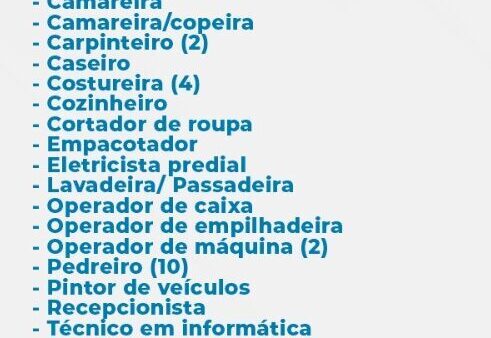 - Camareira
- Camareira/copeira
- Carpinteiro (2)
- Caseiro
- Costureira (4)
- Cozinheiro
- Cortador de roupa
- Empacotador
- Eletricista predial
- Lavadeira/ Passadeira
- Operador de caixa
- Operador de empilhadeira
- Operador de máquina (2)
- Pedreiro (10)
- Pintor de veículos
- Recepcionista
- Técnico em informática